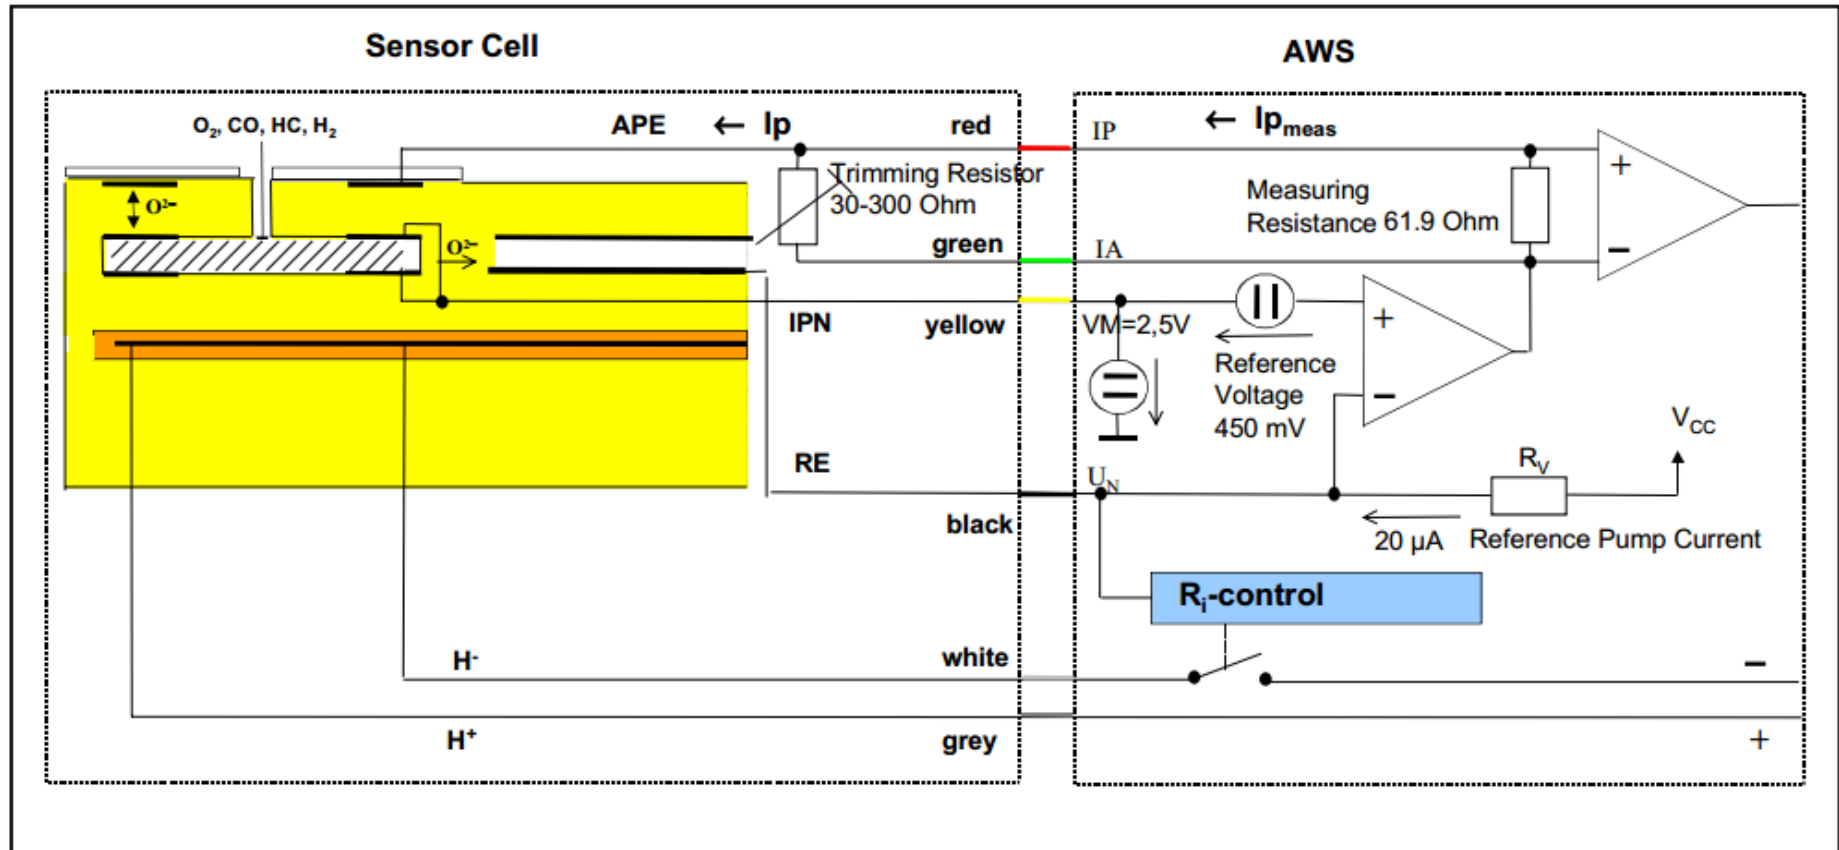 Sensor Cell
AWS
O₂, CO, HC, H₂
APE
← Ip
red
IP
← Ipmeas
O²⁻
Trimming Resistor
30-300 Ohm
Measuring
Resistance 61.9 Ohm
+
−
O²⁻
green
IA
IPN
yellow
VM=2,5V
+
−
Reference
Voltage
450 mV
VCC
RE
UN
RV
black
20 µA
Reference Pump Current
Ri-control
H⁻
white
−
H⁺
grey
+